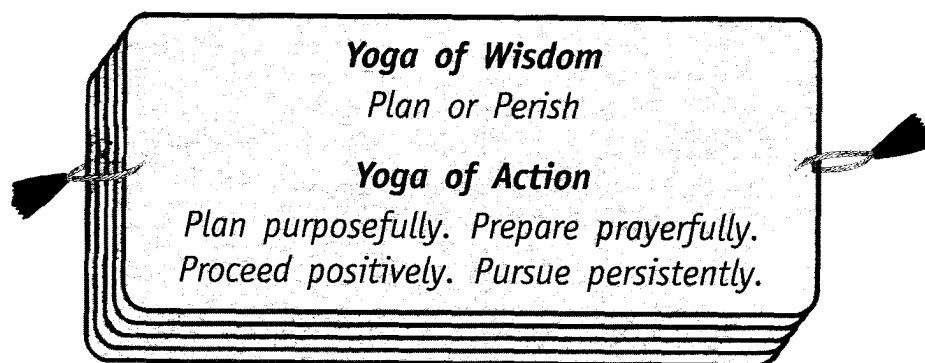 Yoga of Wisdom
Plan or Perish
Yoga of Action
Plan purposefully. Prepare prayerfully.
Proceed positively. Pursue persistently.